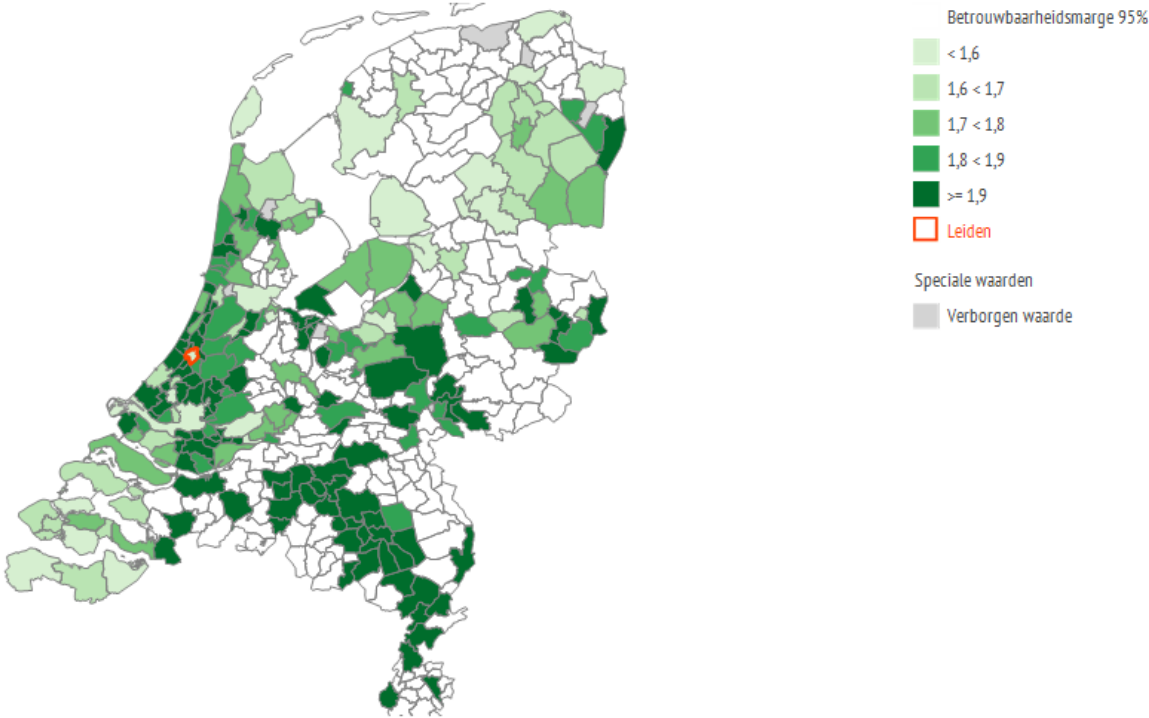 Betrouwbaarheidsmarge 95%
< 1,6
1,6 < 1,7
1,7 < 1,8
1,8 < 1,9
>= 1,9
Leiden
Speciale waarden
Verborgen waarde